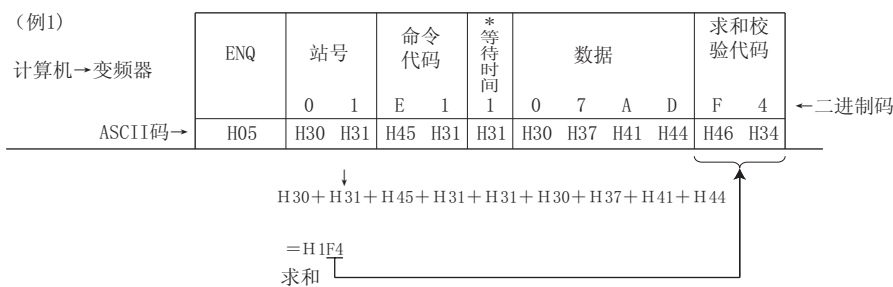 （例1）
计算机→变频器
ENQ
站号
命令
代码
*等待时间
数据
求和校
验代码
0 1 E 1 1 0 7 A D F 4
←二进制码
ASCII码→ H05 H30 H31 H45 H31 H31 H30 H37 H41 H44 H46 H34
↓
H30+H31+H45+H31+H31+H30+H37+H41+H44
=H1F4
求和